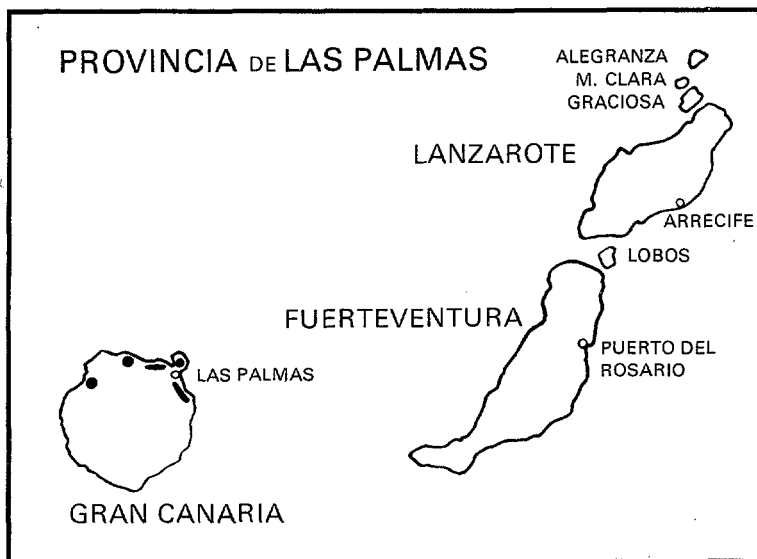 PROVINCIA DE LAS PALMAS
ALEGRANZA
M. CLARA
GRACIOSA
LANZAROTE
ARRECIFE
LOBOS
FUERTEVENTURA
PUERTO DEL
ROSARIO
LAS PALMAS
GRAN CANARIA